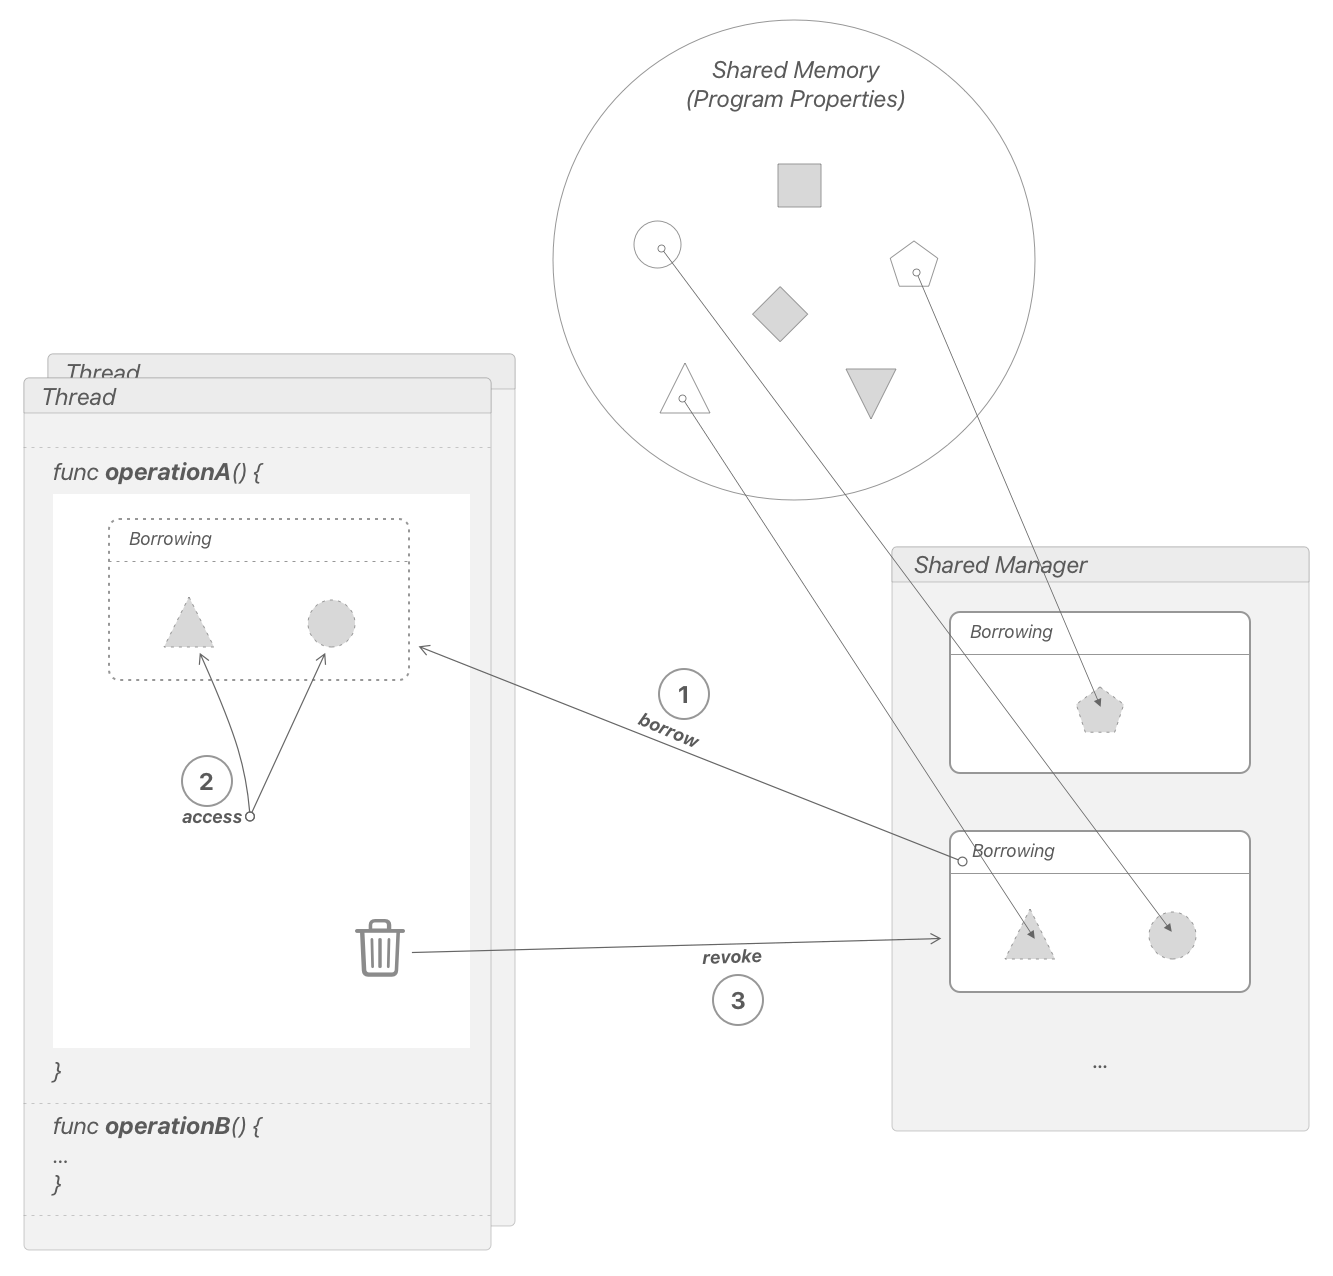 Shared Memory
(Program Properties)
Thread
Thread
func operationA() {
Borrowing
1
borrow
2
access
revoke
3
}
func operationB() {
...
}
Shared Manager
Borrowing
Borrowing
...